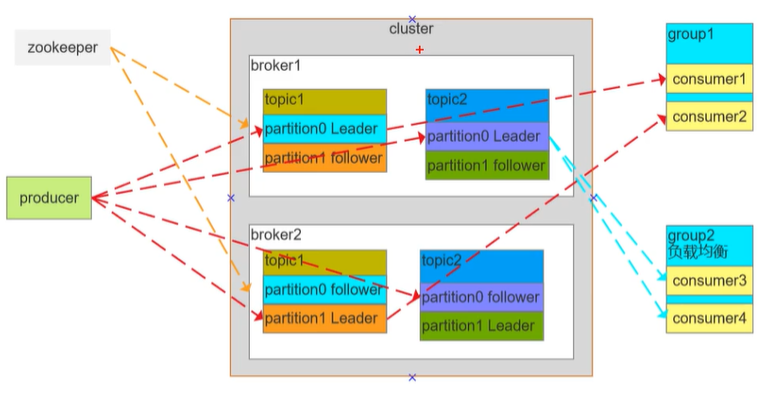 cluster
zookeeper
broker1
topic1
partition0 Leader
partition1 follower
topic2
partition0 Leader
partition1 follower
group1
consumer1
consumer2
producer
broker2
topic1
partition0 follower
partition1 Leader
topic2
partition0 follower
partition1 Leader
group2
负载均衡
consumer3
consumer4